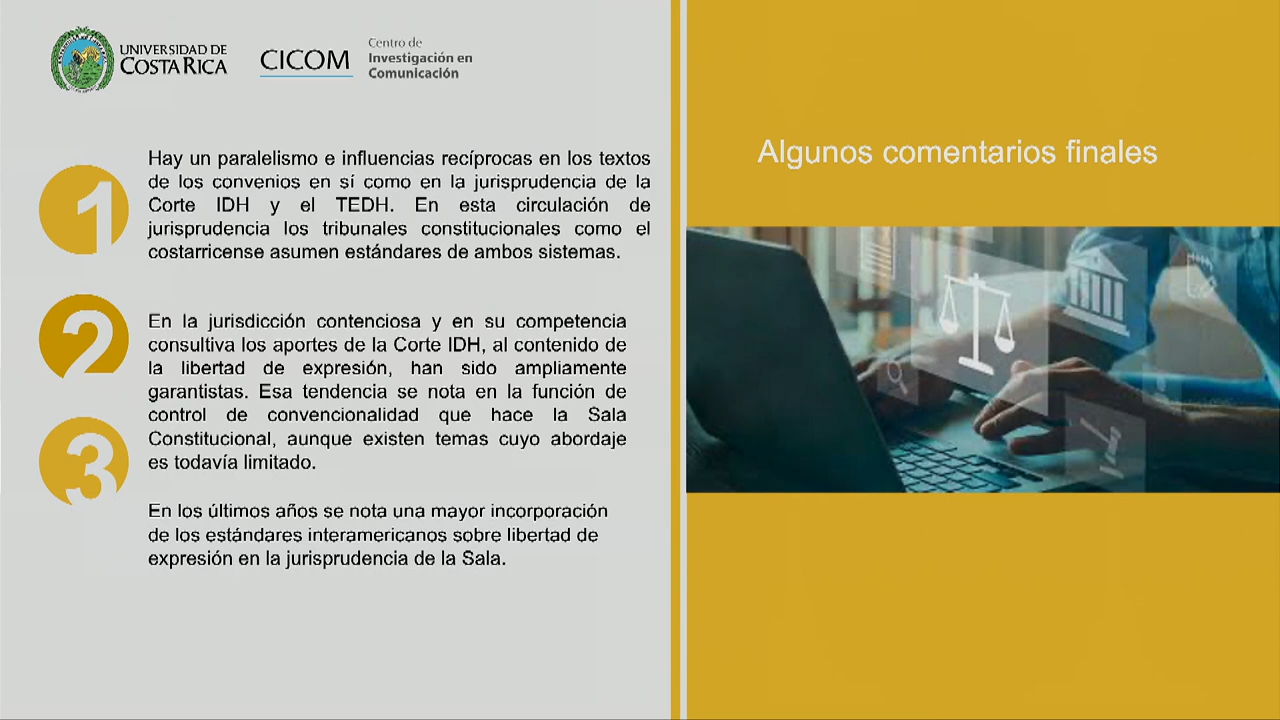 UNIVERSIDAD DE
COSTA RICA
CICOM
Centro de
Investigación en
Comunicación
1
Hay un paralelismo e influencias recíprocas en los textos
de los convenios en sí como en la jurisprudencia de la
Corte IDH y el TEDH. En esta circulación de
jurisprudencia los tribunales constitucionales como el
costarricense asumen estándares de ambos sistemas.
2
En la jurisdicción contenciosa y en su competencia
consultiva los aportes de la Corte IDH, al contenido de
la libertad de expresión, han sido ampliamente
garantistas. Esa tendencia se nota en la función de
control de convencionalidad que hace la Sala
Constitucional, aunque existen temas cuyo abordaje
es todavía limitado.
3
En los últimos años se nota una mayor incorporación
de los estándares interamericanos sobre libertad de
expresión en la jurisprudencia de la Sala.
Algunos comentarios finales